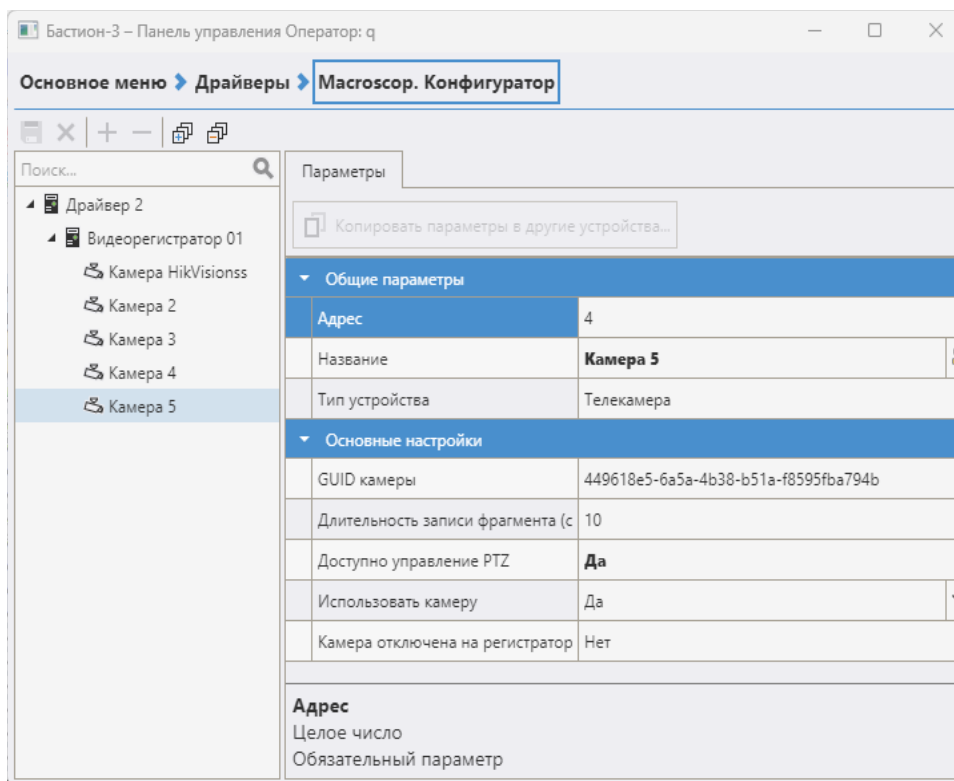 Бастион-3 – Панель управления Оператор: q
Основное меню Драйверы Macroscop. Конфигуратор
Поиск...
Драйвер 2
Видеорегистратор 01
Камера HikVisionss
Камера 2
Камера 3
Камера 4
Камера 5
Параметры
Копировать параметры в другие устройства...
Общие параметры
Адрес 4
Название Камера 5
Тип устройства Телекамера
Основные настройки
GUID камеры 449618e5-6a5a-4b38-b51a-f8595fba794b
Длительность записи фрагмента (с 10
Доступно управление PTZ Да
Использовать камеру Да
Камера отключена на регистратор Нет
Адрес
Целое число
Обязательный параметр